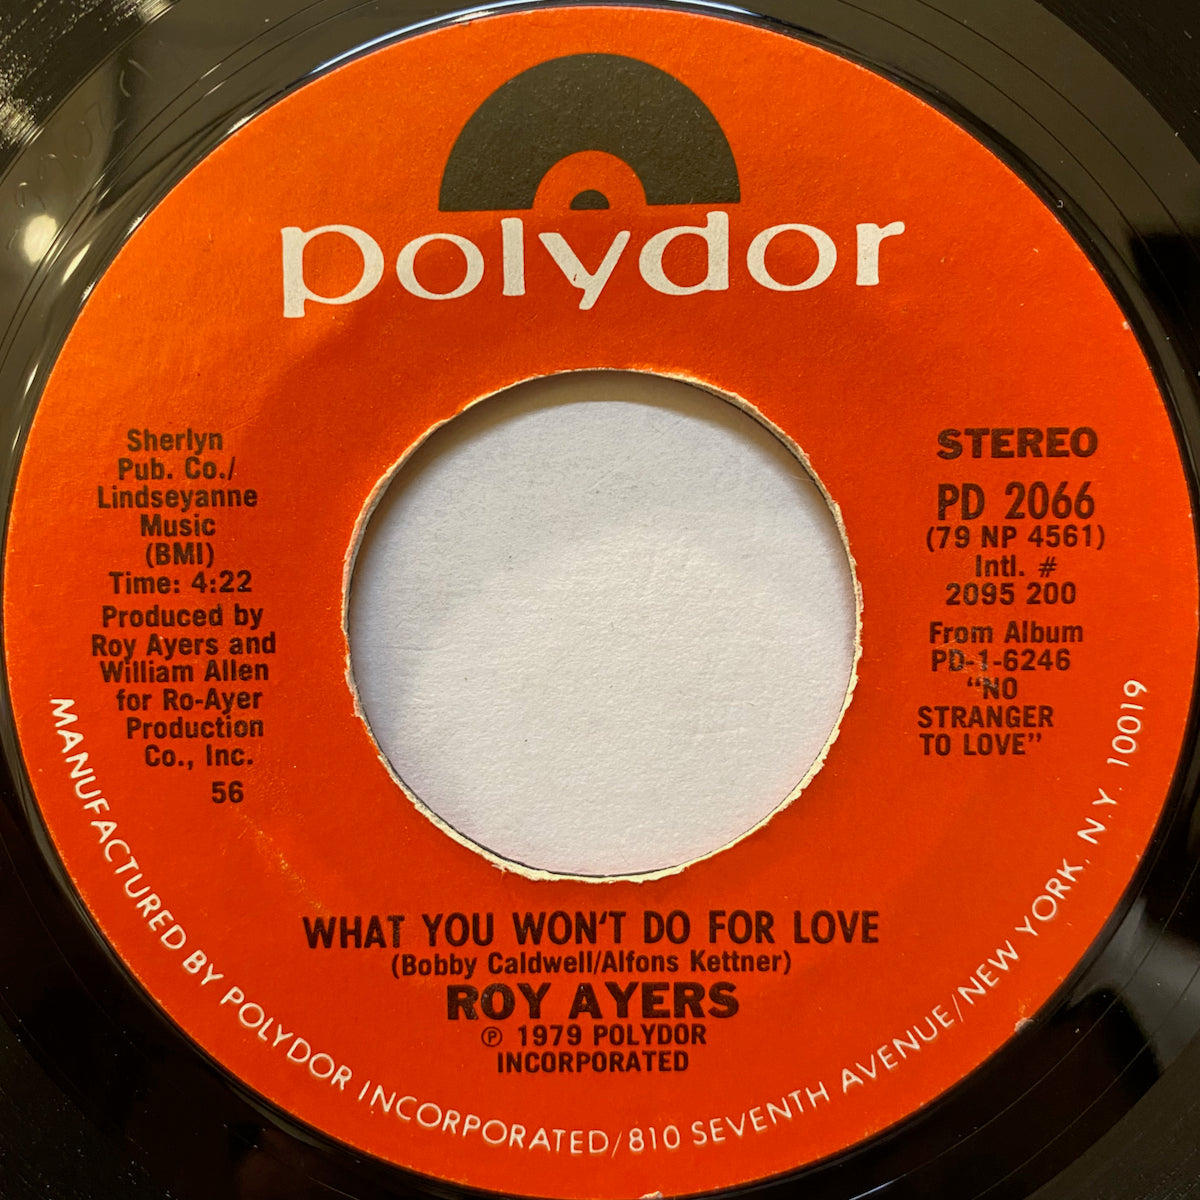 polydor
Sherlyn
Pub. Co./
Lindseyanne
Music
(BMI)
Time: 4:22
Produced by
Roy Ayers and
William Allen
for Ro-Ayer
Production
Co., Inc.
56
STEREO
PD 2066
(79 NP 4561)
Intl. #
2095 200
From Album
PD-1-6246
“NO
STRANGER
TO LOVE”
WHAT YOU WON'T DO FOR LOVE
(Bobby Caldwell/Alfons Kettner)
ROY AYERS
℗ 1979 POLYDOR
INCORPORATED
MANUFACTURED BY POLYDOR INCORPORATED/810 SEVENTH AVENUE/NEW YORK, N.Y. 10019